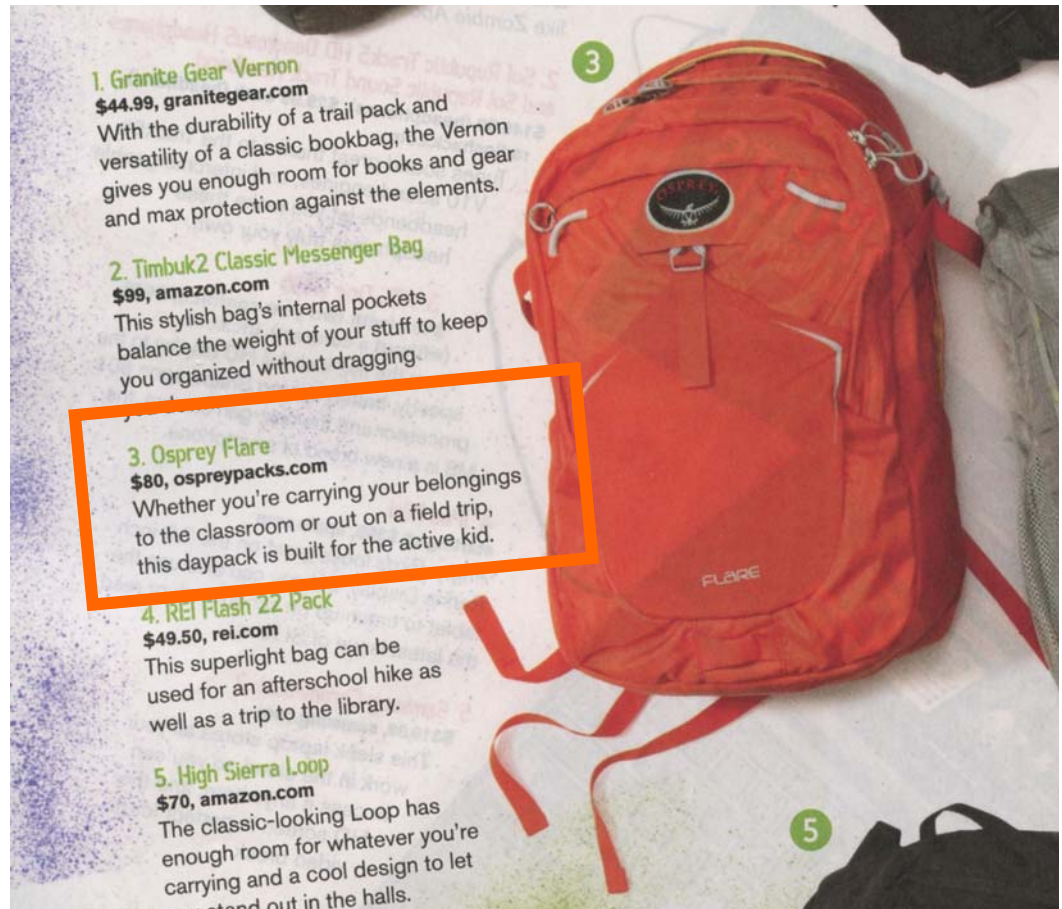 1. Granite Gear Vernon
$44.99, granitegear.com
With the durability of a trail pack and
versatility of a classic bookbag, the Vernon
gives you enough room for books and gear
and max protection against the elements.
2. Timbuk2 Classic Messenger Bag
$99, amazon.com
This stylish bag's internal pockets
balance the weight of your stuff to keep
you organized without dragging
3. Osprey Flare
$80, ospreypacks.com
Whether you're carrying your belongings
to the classroom or out on a field trip,
this daypack is built for the active kid.
4. REI Flash 22 Pack
$49.50, rei.com
This superlight bag can be
used for an afterschool hike as
well as a trip to the library.
5. High Sierra Loop
$70, amazon.com
The classic-looking Loop has
enough room for whatever you're
carrying and a cool design to let
stand out in the halls.
3
OSPREY
FLARE
5